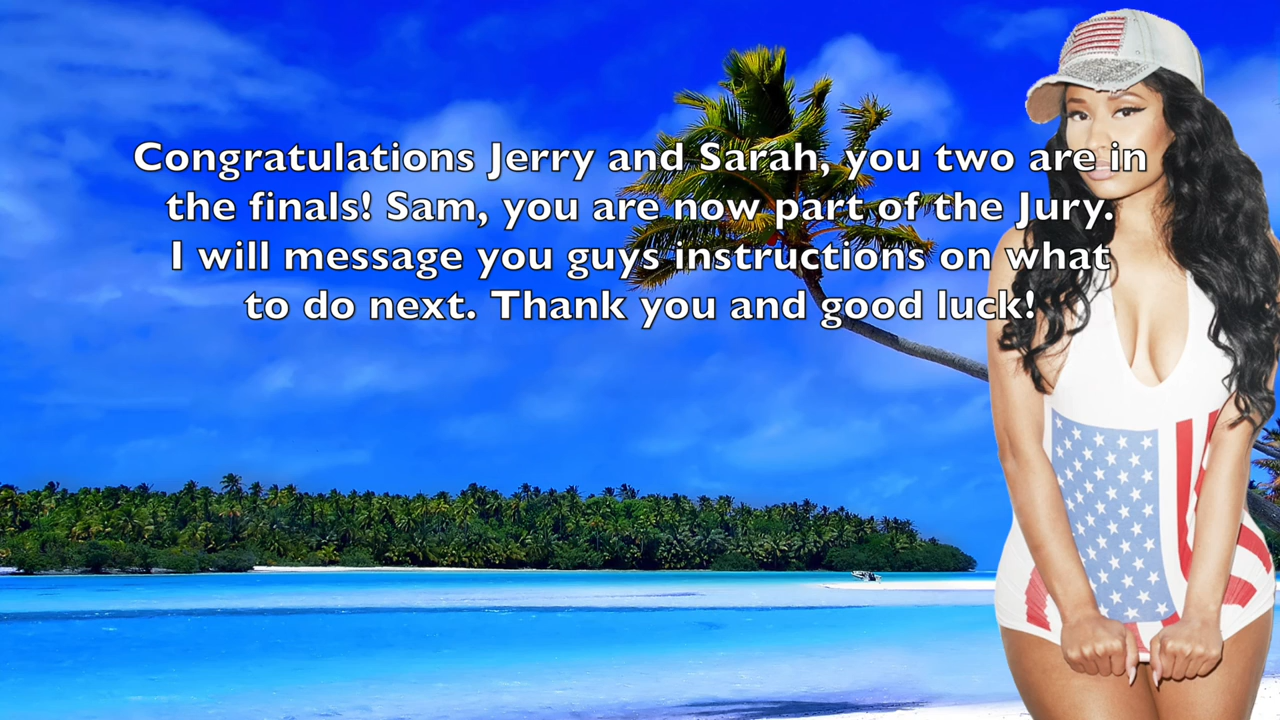 Congratulations Jerry and Sarah, you two are in
the finals! Sam, you are now part of the Jury.
I will message you guys instructions on what
to do next. Thank you and good luck!